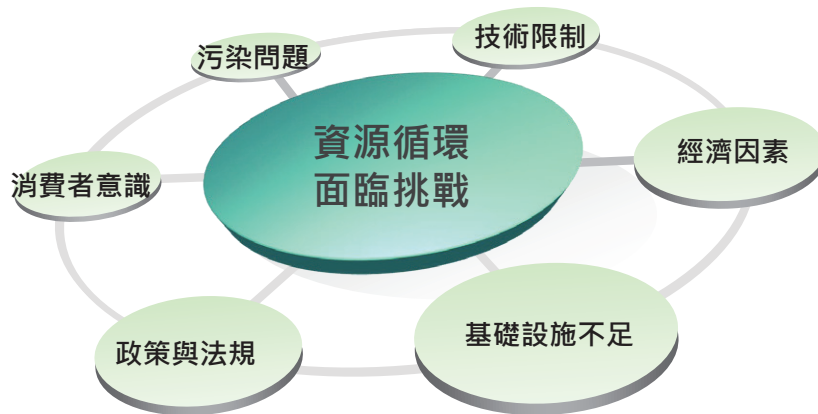 污染問題
技術限制
資源循環
面臨挑戰
經濟因素
消費者意識
政策與法規
基礎設施不足